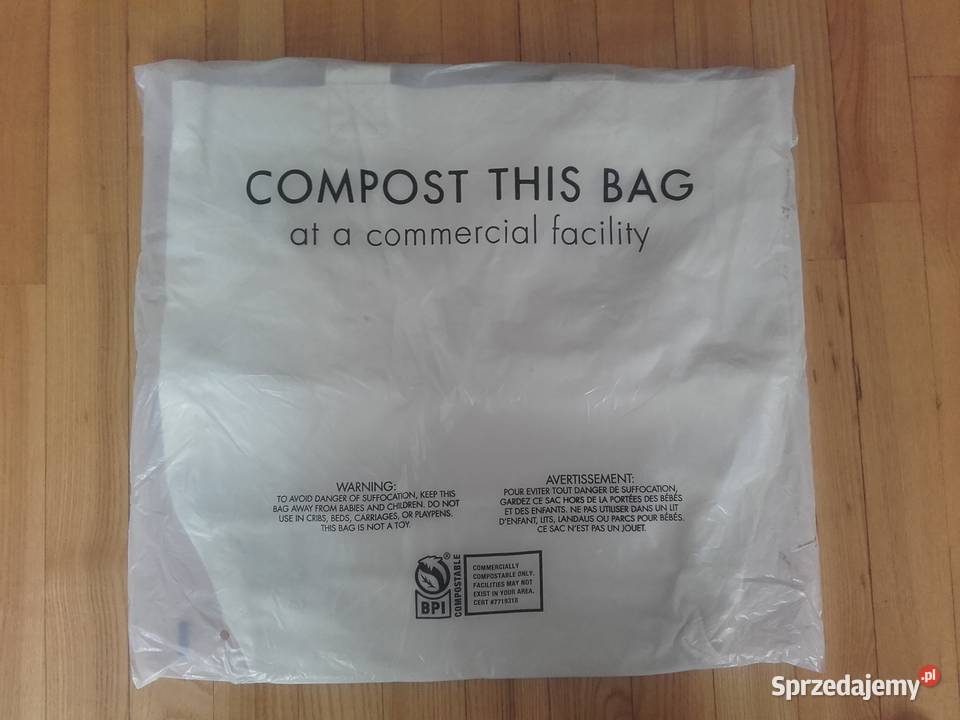 COMPOST THIS BAG
at a commercial facility
WARNING:
TO AVOID DANGER OF SUFFOCATION, KEEP THIS
BAG AWAY FROM BABIES AND CHILDREN. DO NOT
USE IN CRIBS, BEDS, CARRIAGES, OR PLAYPENS.
THIS BAG IS NOT A TOY.
AVERTISSEMENT:
POUR EVITER TOUT DANGER DE SUFFOCATION,
GARDEZ CE SAC HORS DE LA PORTÉES DES BÉBÉS
ET DES ENFANTS. NE PAS UTILISER DANS UN LIT
D'ENFANT, LITS, LANDAUS OU PARCS POUR BÉBÉS.
CE SAC N'EST PAS UN JOUET.
®
BPI
COMPOSTABLE
COMMERCIALLY
COMPOSTABLE ONLY.
FACILITIES MAY NOT
EXIST IN YOUR AREA.
CERT #7719318
Sprzedajemy.pl